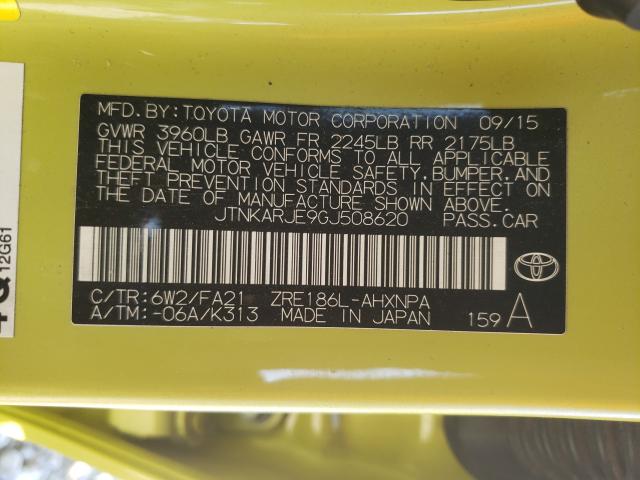 MFD.BY:TOYOTA MOTOR CORPORATION 09/15
GVWR 3960LB GAWR FR 2245LB RR 2175LB
THIS VEHICLE CONFORMS TO ALL APPLICABLE
FEDERAL MOTOR VEHICLE SAFETY,BUMPER,AND
THEFT PREVENTION STANDARDS IN EFFECT ON
THE DATE OF MANUFACTURE SHOWN ABOVE.
JTNKARJE9GJ508620 PASS.CAR
C/TR:6W2/FA21 ZRE186L-AHXNPA
A/TM:-06A/K313 MADE IN JAPAN 159 A
12G61